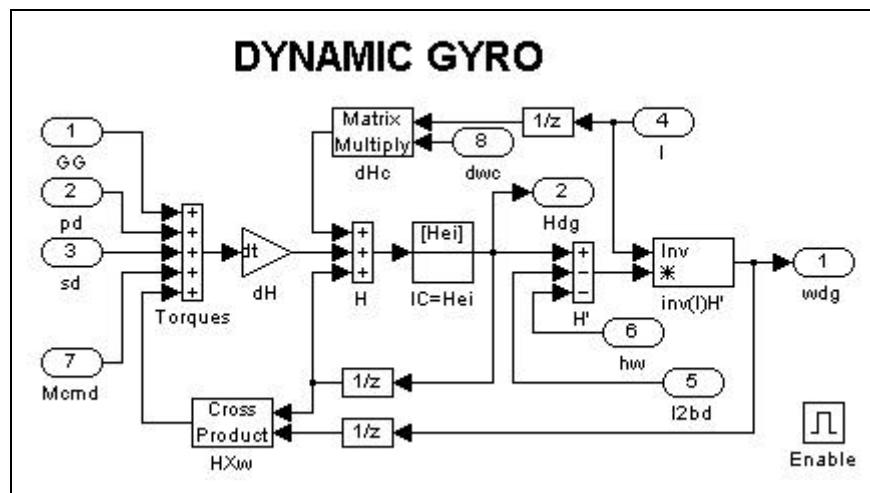 DYNAMIC GYRO
1
GG
2
pd
3
sd
7
Mcmd
+
+
+
+
+
Torques
dt
dH
Matrix
Multiply
dHc
1/z
4
I
8
dwc
+
+
+
H
[Hei]
IC=Hei
2
Hdg
+
−
−
H'
Inv
*
inv(I)H'
1
wdg
6
hw
5
I2bd
1/z
1/z
Cross
Product
HXw
Enable